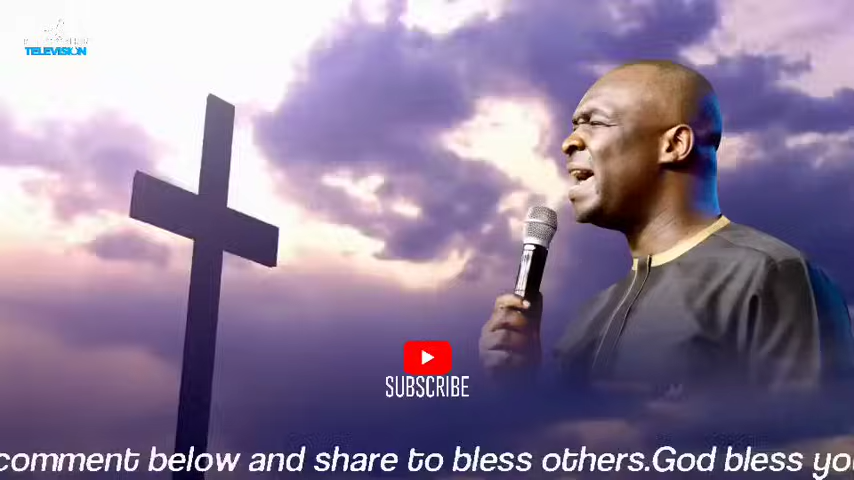 TELEVISION
SUBSCRIBE
comment below and share to bless others.God bless yo